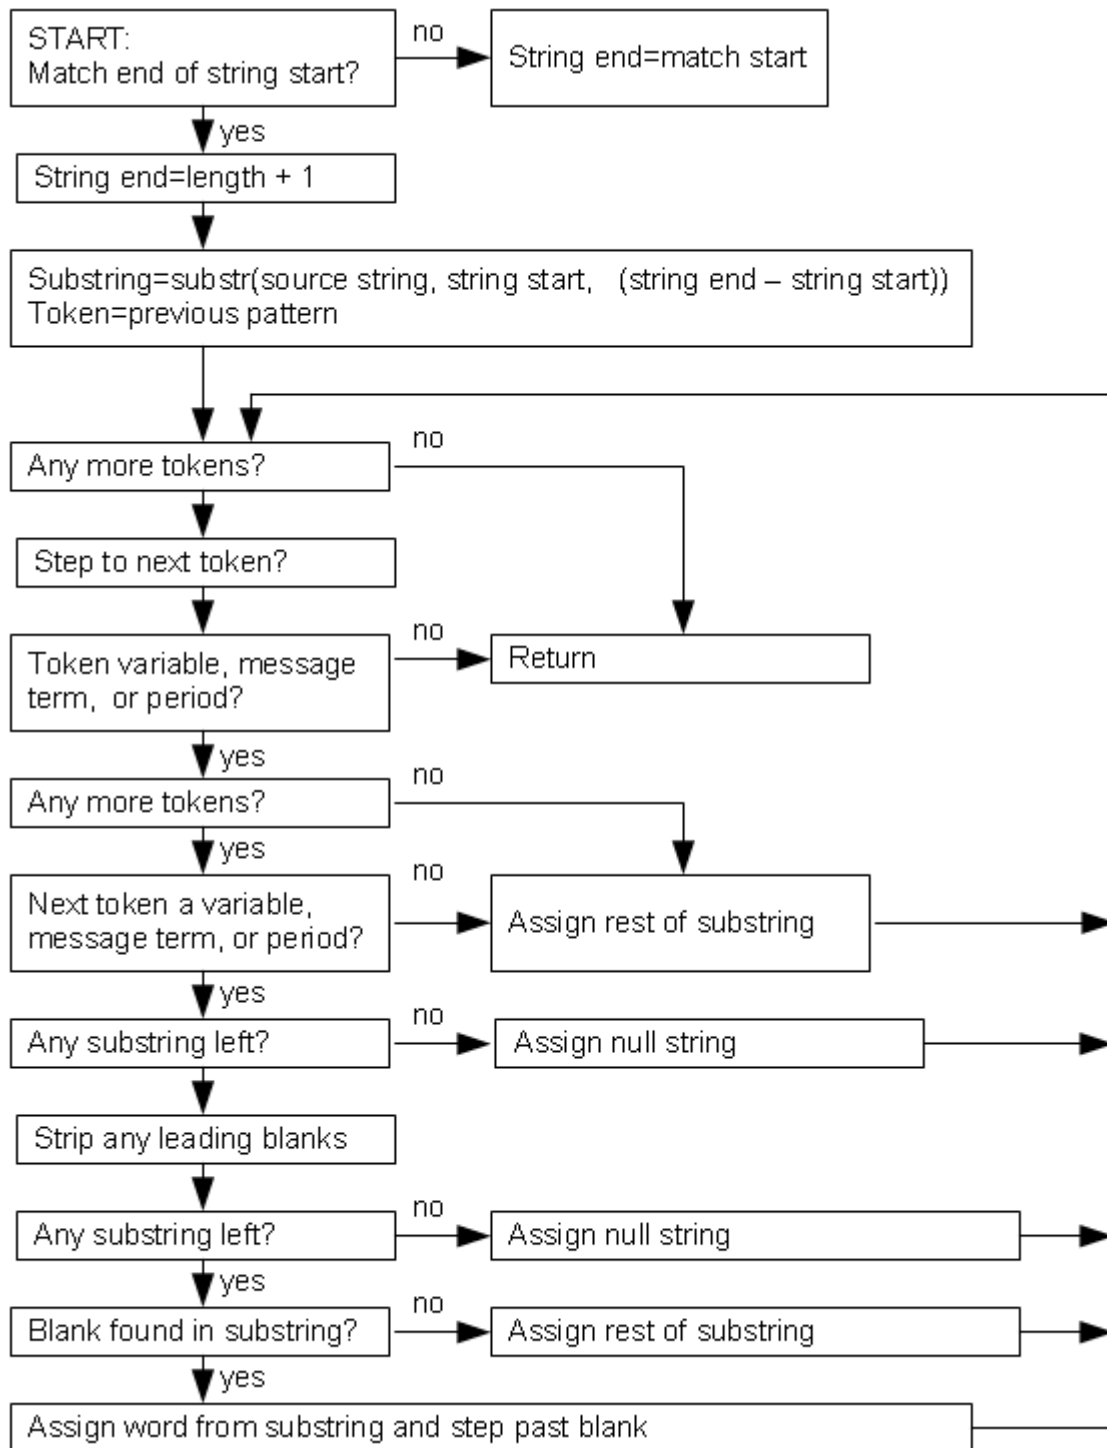 START:
Match end of string start?
no
String end=match start
yes
String end=length + 1
Substring=substr(source string, string start, (string end – string start))
Token=previous pattern
no
Any more tokens?
Step to next token?
no
Token variable, message
term, or period?
Return
yes
no
Any more tokens?
yes
no
Next token a variable,
message term, or period?
Assign rest of substring
yes
no
Any substring left?
Assign null string
Strip any leading blanks
no
Any substring left?
Assign null string
yes
no
Blank found in substring?
Assign rest of substring
yes
Assign word from substring and step past blank